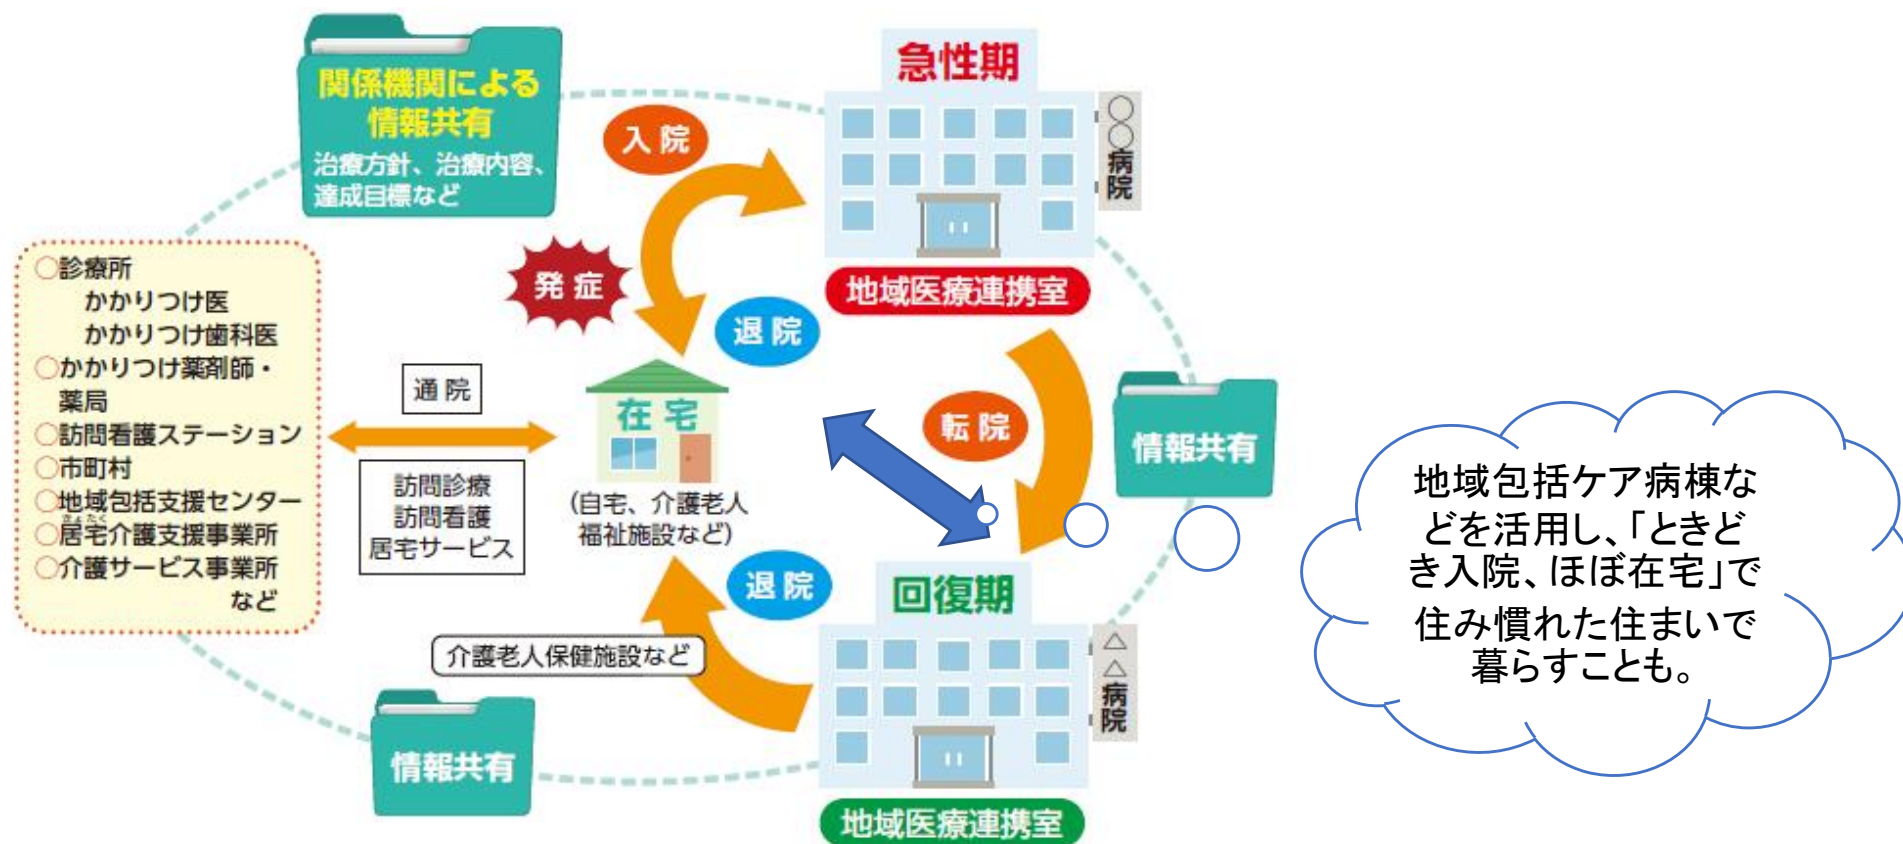 関係機関による
情報共有
治療方針、治療内容、
達成目標など
急性期
○○病院
地域医療連携室
入院
発症
退院
○診療所
かかりつけ医
かかりつけ歯科医
○かかりつけ薬剤師・
薬局
○訪問看護ステーション
○市町村
○地域包括支援センター
きょたく
○居宅介護支援事業所
○介護サービス事業所
など
通院
訪問診療
訪問看護
居宅サービス
在宅
(自宅、介護老人
福祉施設など)
転院
情報共有
地域包括ケア病棟な
どを活用し、「ときど
き入院、ほぼ在宅」で
住み慣れた住まいで
暮らすことも。
退院
介護老人保健施設など
回復期
△△病院
地域医療連携室
情報共有